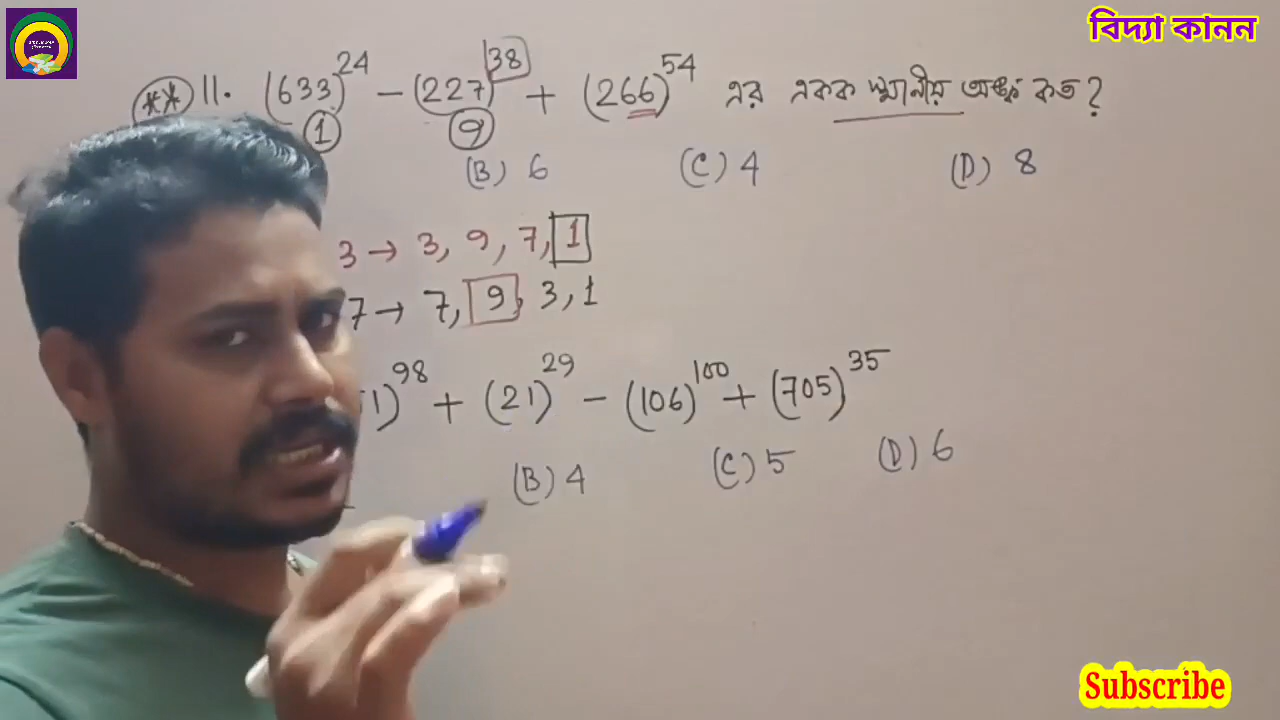 বিদ্যা কানন
** 11. (633)^24 - (227)^38 + (266)^54 এর একক স্থানীয় অঙ্ক কত?
1 9
(B) 6 (C) 4 (D) 8
3 → 3, 9, 7, 1
7 → 7, 9, 3, 1
1)^98 + (21)^29 - (106)^100 + (705)^35
(B) 4 (C) 5 (D) 6
Subscribe